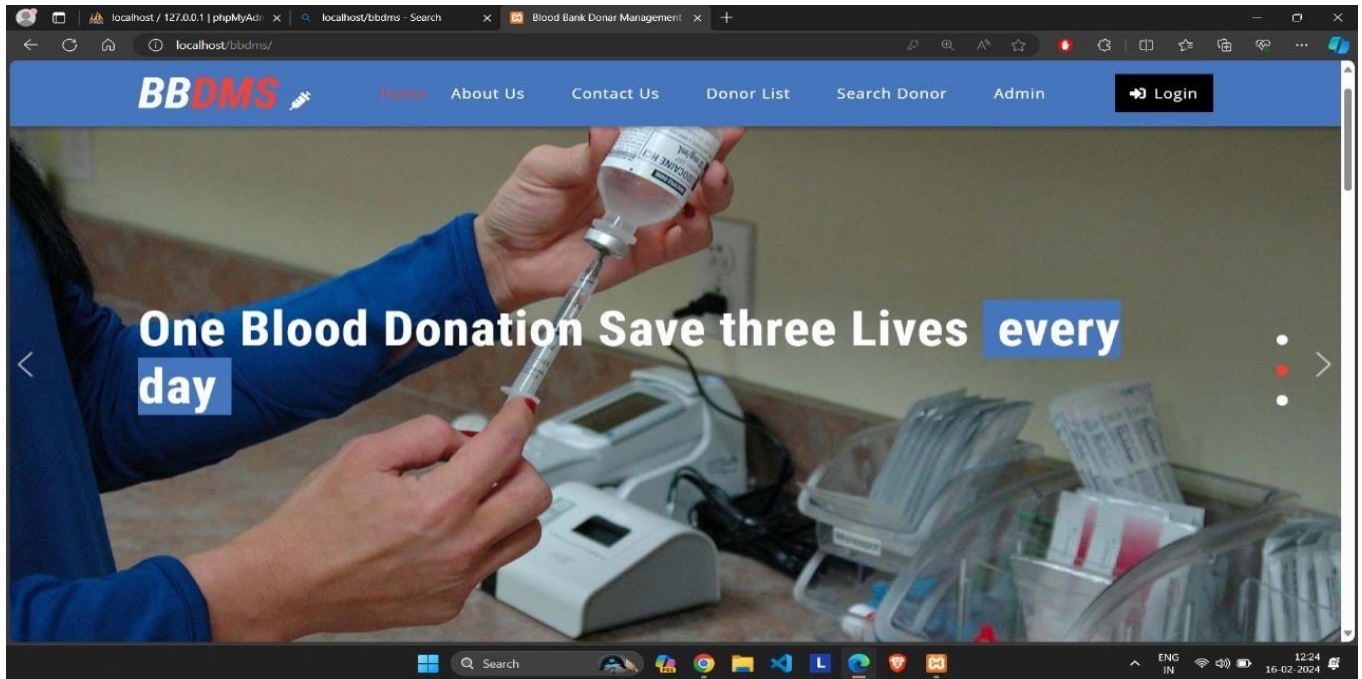 localhost / 127.0.0.1 | phpMyAdn
localhost/bbdms - Search
Blood Bank Donar Management
localhost/bbdms/
BBDMS
Home
About Us
Contact Us
Donor List
Search Donor
Admin
Login
One Blood Donation Save three Lives every
day
Search
ENG
IN
12:24
16-02-2024